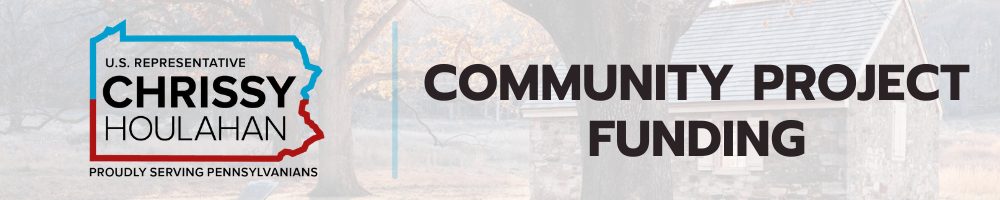 U.S. REPRESENTATIVE
CHRISSY
HOULAHAN
PROUDLY SERVING PENNSYLVANIANS
COMMUNITY PROJECT
FUNDING